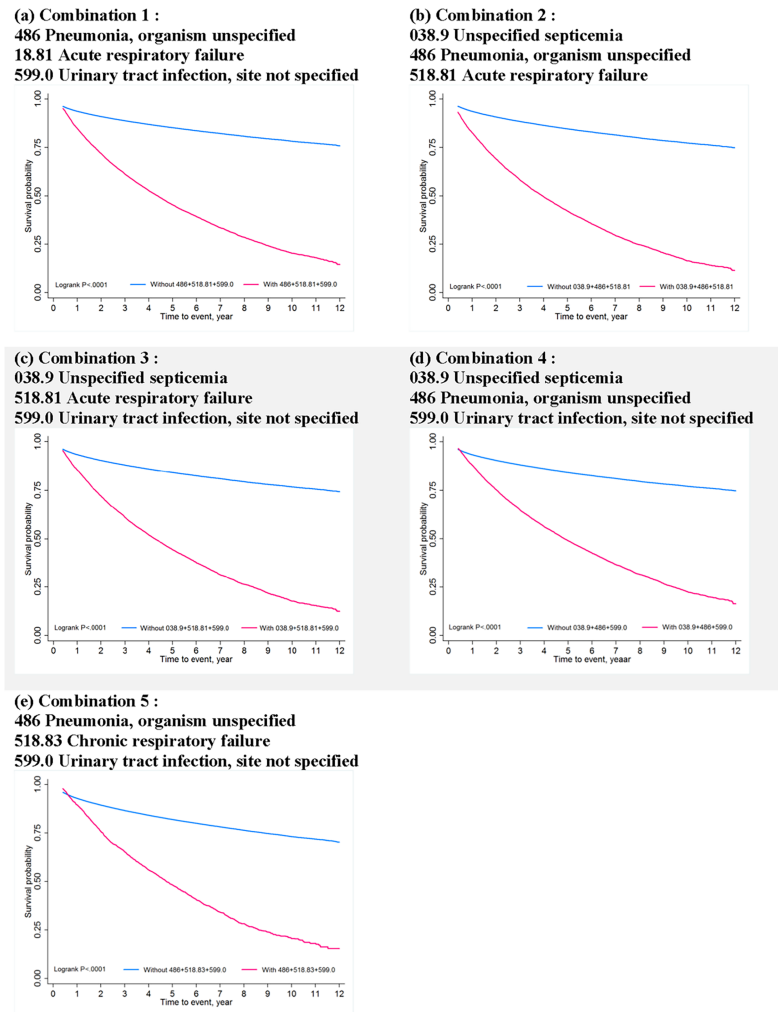 (a) Combination 1 :
486 Pneumonia, organism unspecified
18.81 Acute respiratory failure
599.0 Urinary tract infection, site not specified
1.00
0.75
0.50
0.25
0.00
Survival probability
Logrank P<.0001
Without 486+518.81+599.0
With 486+518.81+599.0
0 1 2 3 4 5 6 7 8 9 10 11 12
Time to event, year
(b) Combination 2 :
038.9 Unspecified septicemia
486 Pneumonia, organism unspecified
518.81 Acute respiratory failure
1.00
0.75
0.50
0.25
0.00
Survival probability
Logrank P<.0001
Without 038.9+486+518.81
With 038.9+486+518.81
0 1 2 3 4 5 6 7 8 9 10 11 12
Time to event, year
(c) Combination 3 :
038.9 Unspecified septicemia
518.81 Acute respiratory failure
599.0 Urinary tract infection, site not specified
1.00
0.75
0.50
0.25
0.00
Survival probability
Logrank P<.0001
Without 038.9+518.81+599.0
With 038.9+518.81+599.0
0 1 2 3 4 5 6 7 8 9 10 11 12
Time to event, year
(d) Combination 4 :
038.9 Unspecified septicemia
486 Pneumonia, organism unspecified
599.0 Urinary tract infection, site not specified
1.00
0.75
0.50
0.25
0.00
Survival probability
Logrank P<.0001
Without 038.9+486+599.0
With 038.9+486+599.0
0 1 2 3 4 5 6 7 8 9 10 11 12
Time to event, yeaar
(e) Combination 5 :
486 Pneumonia, organism unspecified
518.83 Chronic respiratory failure
599.0 Urinary tract infection, site not specified
1.00
0.75
0.50
0.25
0.00
Survival probability
Logrank P<.0001
Without 486+518.83+599.0
With 486+518.83+599.0
0 1 2 3 4 5 6 7 8 9 10 11 12
Time to event, year